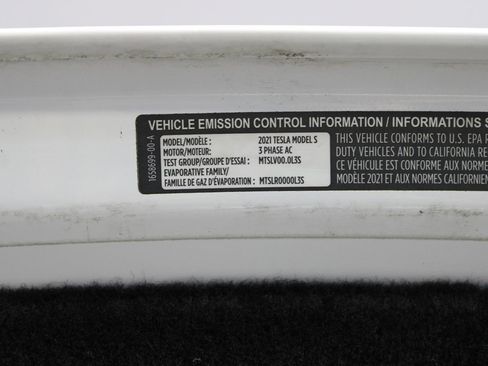 VEHICLE EMISSION CONTROL INFORMATION / INFORMATIONS S
1658699-00-A
MODEL/MODÈLE: 2021 TESLA MODEL S
MOTOR/MOTEUR: 3 PHASE AC
TEST GROUP/GROUPE D'ESSAI: MTSLV00.0L3S
EVAPORATIVE FAMILY/
FAMILLE DE GAZ D'ÉVAPORATION : MTSLR0000L3S
THIS VEHICLE CONFORMS TO U.S. EPA R
DUTY VEHICLES AND TO CALIFORNIA RE
CE VÉHICULE EST CONFORME AUX NORME
MODÈLE 2021 ET AUX NORMES CALIFORNIEN